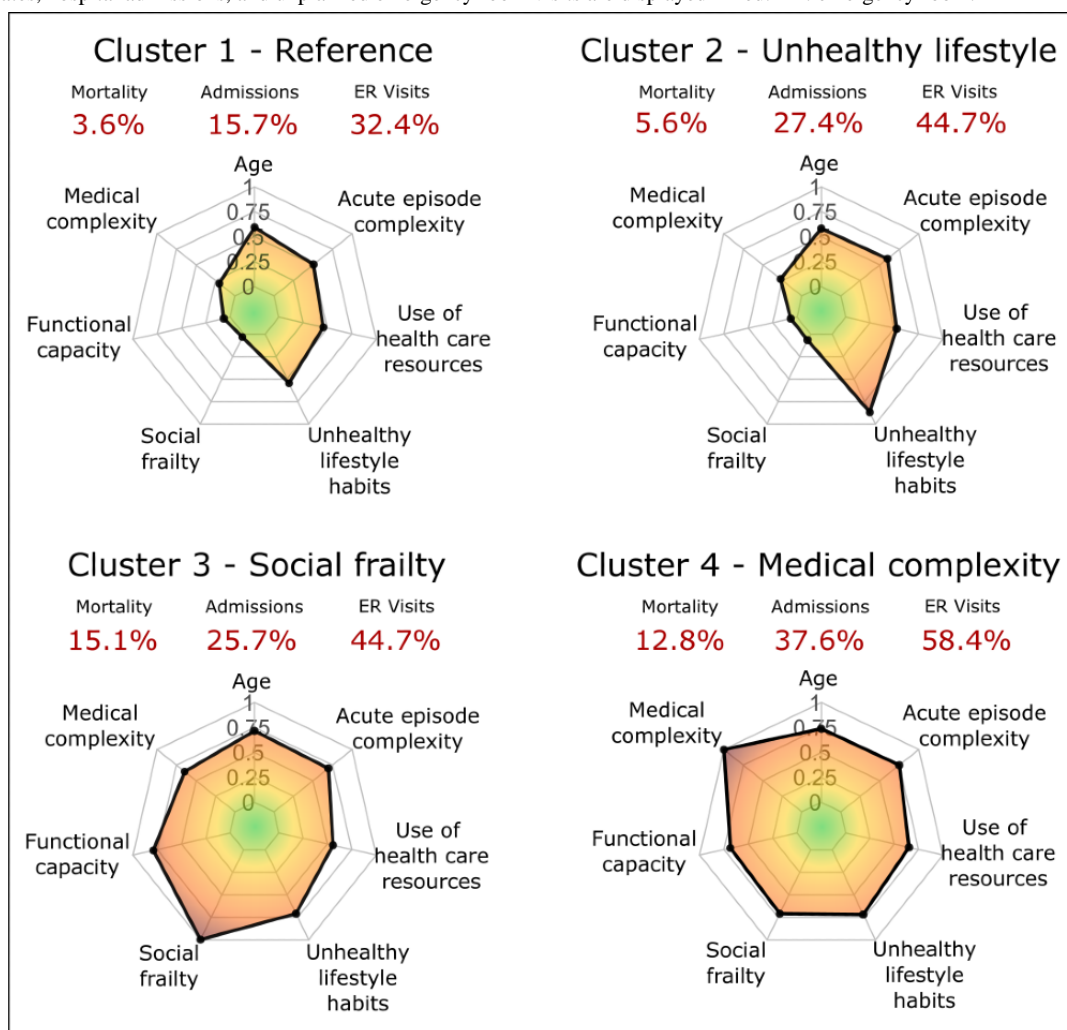 Cluster 1 - Reference
Mortality Admissions ER Visits
3.6% 15.7% 32.4%
Age
1
0.75
0.5
0.25
0
Medical
complexity
Acute episode
complexity
Functional
capacity
Use of
health care
resources
Social
frailty
Unhealthy
lifestyle
habits
Cluster 2 - Unhealthy lifestyle
Mortality Admissions ER Visits
5.6% 27.4% 44.7%
Age
1
0.75
0.5
0.25
0
Medical
complexity
Acute episode
complexity
Functional
capacity
Use of
health care
resources
Social
frailty
Unhealthy
lifestyle
habits
Cluster 3 - Social frailty
Mortality Admissions ER Visits
15.1% 25.7% 44.7%
Age
1
0.75
0.5
0.25
0
Medical
complexity
Acute episode
complexity
Functional
capacity
Use of
health care
resources
Social
frailty
Unhealthy
lifestyle
habits
Cluster 4 - Medical complexity
Mortality Admissions ER Visits
12.8% 37.6% 58.4%
Age
1
0.75
0.5
0.25
0
Medical
complexity
Acute episode
complexity
Functional
capacity
Use of
health care
resources
Social
frailty
Unhealthy
lifestyle
habits